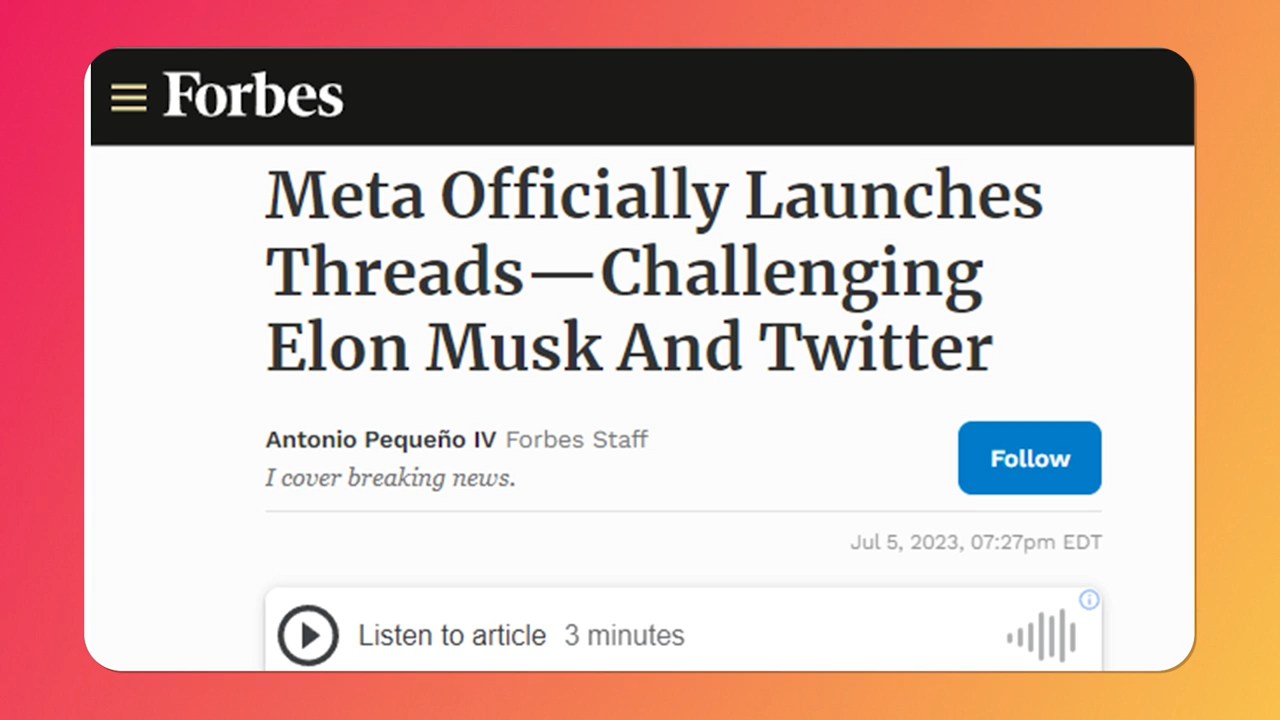 Forbes
Meta Officially Launches
Threads—Challenging
Elon Musk And Twitter
Antonio Pequeño IV Forbes Staff
I cover breaking news.
Follow
Jul 5, 2023, 07:27pm EDT
Listen to article 3 minutes